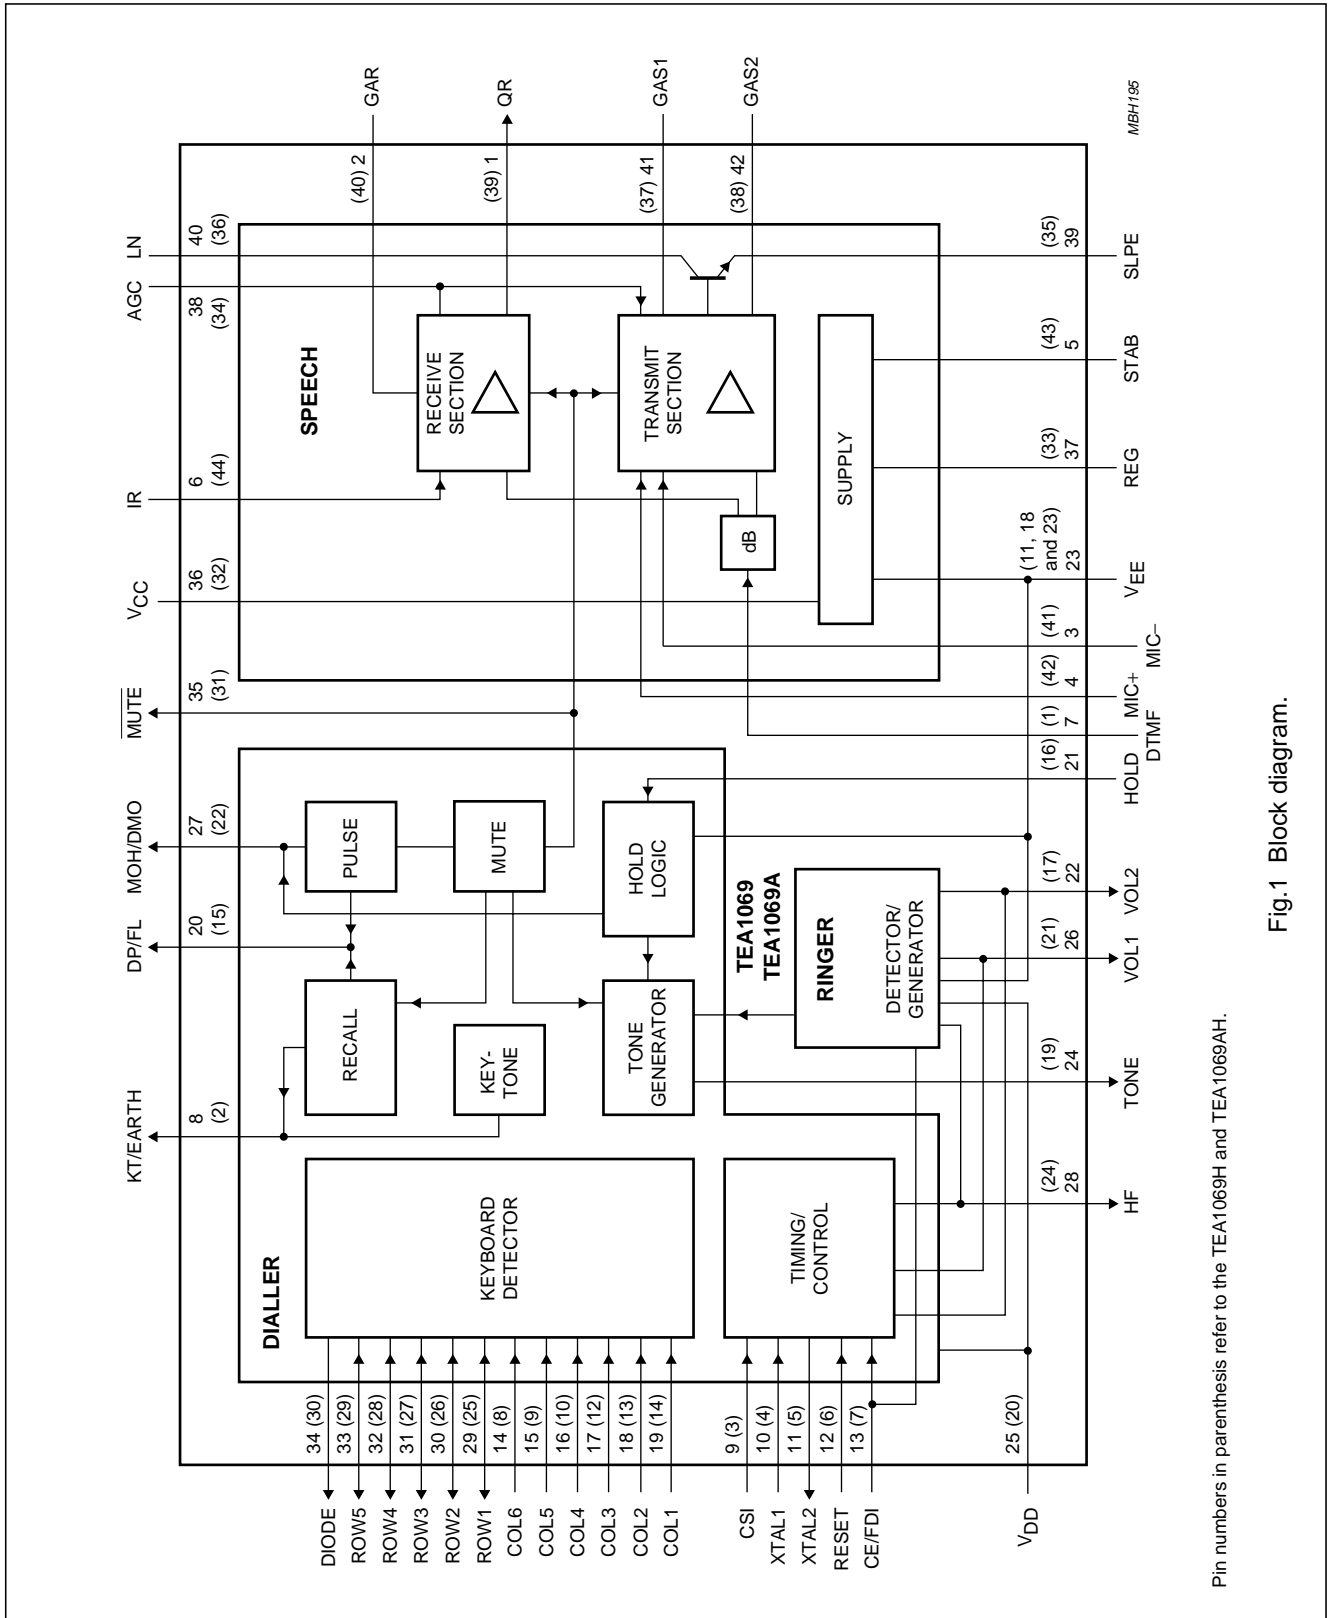 KT/EARTH
DP/FL
MOH/DMO
MUTE
VCC
IR
AGC
LN
8
(2)
20
(15)
27
(22)
35
(31)
36
(32)
6
(44)
38
(34)
40
(36)
DIALLER
SPEECH
RECALL
PULSE
KEY-
TONE
MUTE
TONE
GENERATOR
HOLD
LOGIC
KEYBOARD
DETECTOR
TIMING/
CONTROL
TEA1069
TEA1069A
RINGER
DETECTOR/
GENERATOR
RECEIVE
SECTION
TRANSMIT
SECTION
dB
SUPPLY
DIODE 34 (30)
ROW5 33 (29)
ROW4 32 (28)
ROW3 31 (27)
ROW2 30 (26)
ROW1 29 (25)
COL6 14 (8)
COL5 15 (9)
COL4 16 (10)
COL3 17 (12)
COL2 18 (13)
COL1 19 (14)
CSI 9 (3)
XTAL1 10 (4)
XTAL2 11 (5)
RESET 12 (6)
CE/FDI 13 (7)
VDD 25 (20)
(40) 2 GAR
(39) 1 QR
(37) 41 GAS1
(38) 42 GAS2
(24)
28
HF
(19)
24
TONE
(21)
26
VOL1
(17)
22
VOL2
(16)
21
HOLD
(1)
7
DTMF
(42)
4
MIC+
(41)
3
MIC−
(11, 18
and 23)
23
VEE
(33)
37
REG
(43)
5
STAB
(35)
39
SLPE
MBH195
Pin numbers in parenthesis refer to the TEA1069H and TEA1069AH.
Fig.1 Block diagram.